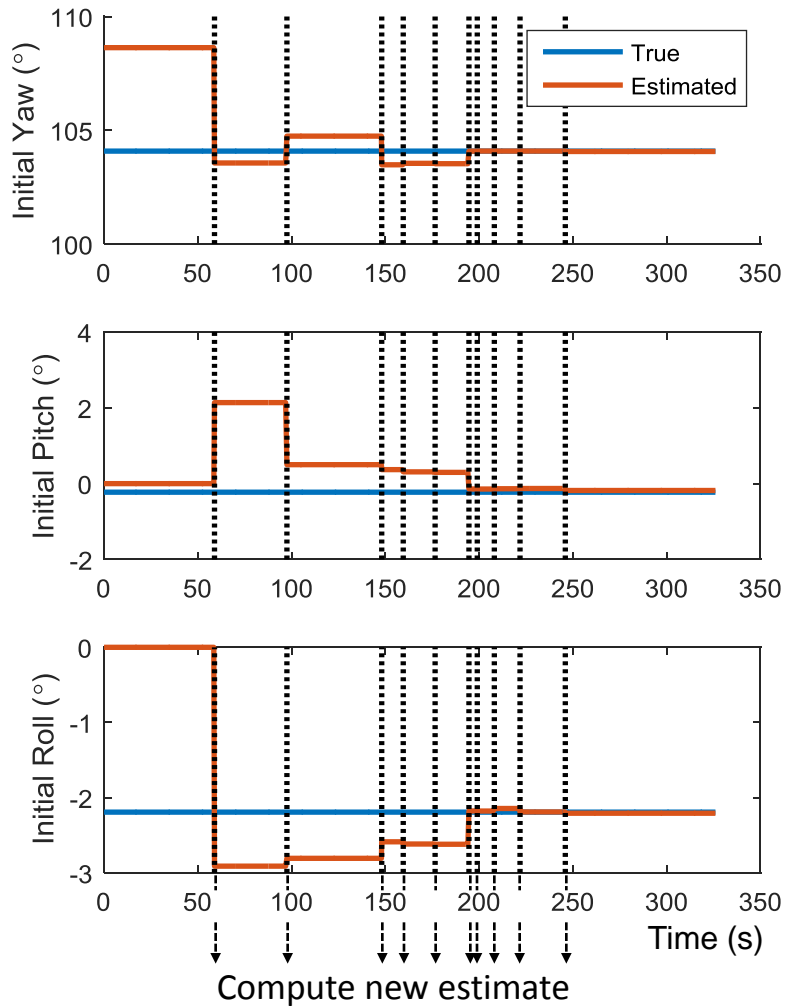 Initial Yaw (°)
110
108
104
100
True
Estimated
0 50 100 150 200 250 300 350
Initial Pitch (°)
4
2
0
-2
0 50 100 150 200 250 300 350
Initial Roll (°)
0
-1
-2
-3
0 50 100 150 200 250 300 350
Time (s)
Compute new estimate